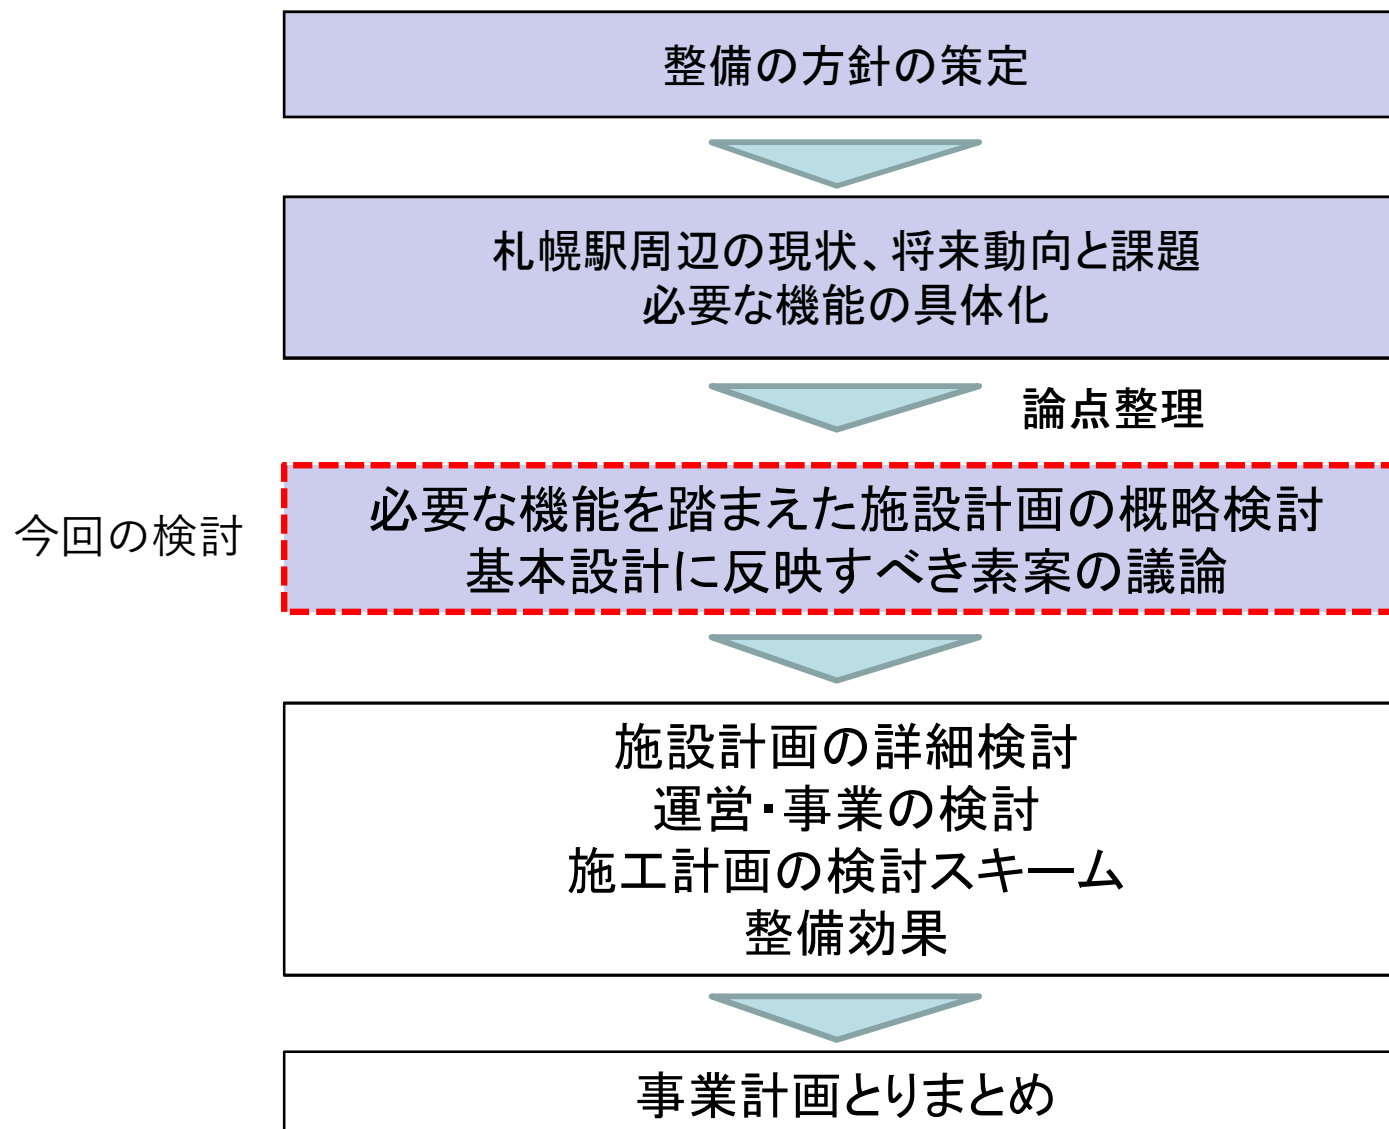 整備の方針の策定
札幌駅周辺の現状、将来動向と課題
必要な機能の具体化
論点整理
今回の検討
必要な機能を踏まえた施設計画の概略検討
基本設計に反映すべき素案の議論
施設計画の詳細検討
運営・事業の検討
施工計画の検討スキーム
整備効果
事業計画とりまとめ